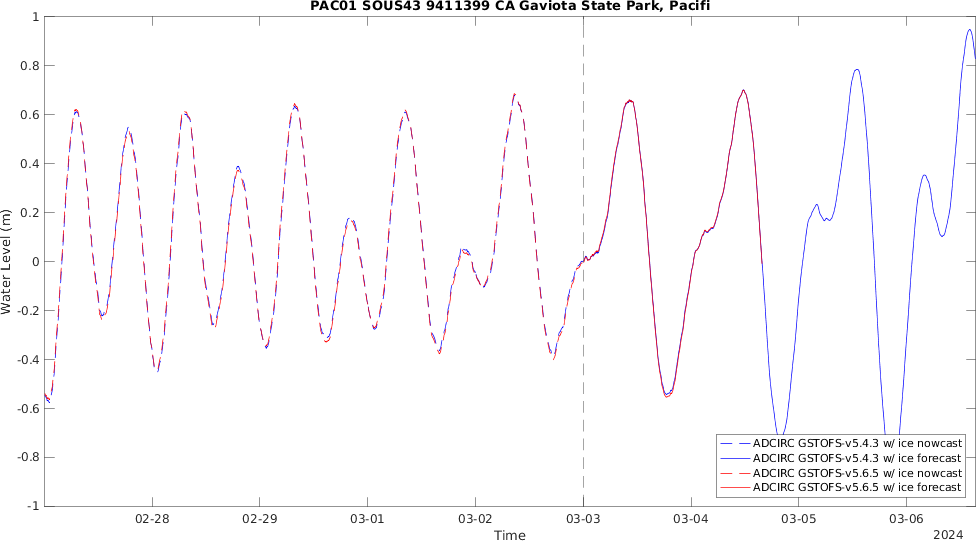 PAC01 SOUS43 9411399 CA Gaviota State Park, Pacifi
1
0.8
0.6
0.4
0.2
0
-0.2
-0.4
-0.6
-0.8
-1
Water Level (m)
02-28
02-29
03-01
03-02
03-03
03-04
03-05
03-06
Time
2024
ADCIRC GSTOFS-v5.4.3 w/ ice nowcast
ADCIRC GSTOFS-v5.4.3 w/ ice forecast
ADCIRC GSTOFS-v5.6.5 w/ ice nowcast
ADCIRC GSTOFS-v5.6.5 w/ ice forecast